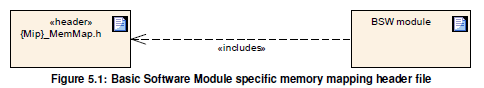 «header»
{Mip}_MemMap.h
BSW module
«includes»
Figure 5.1: Basic Software Module specific memory mapping header file